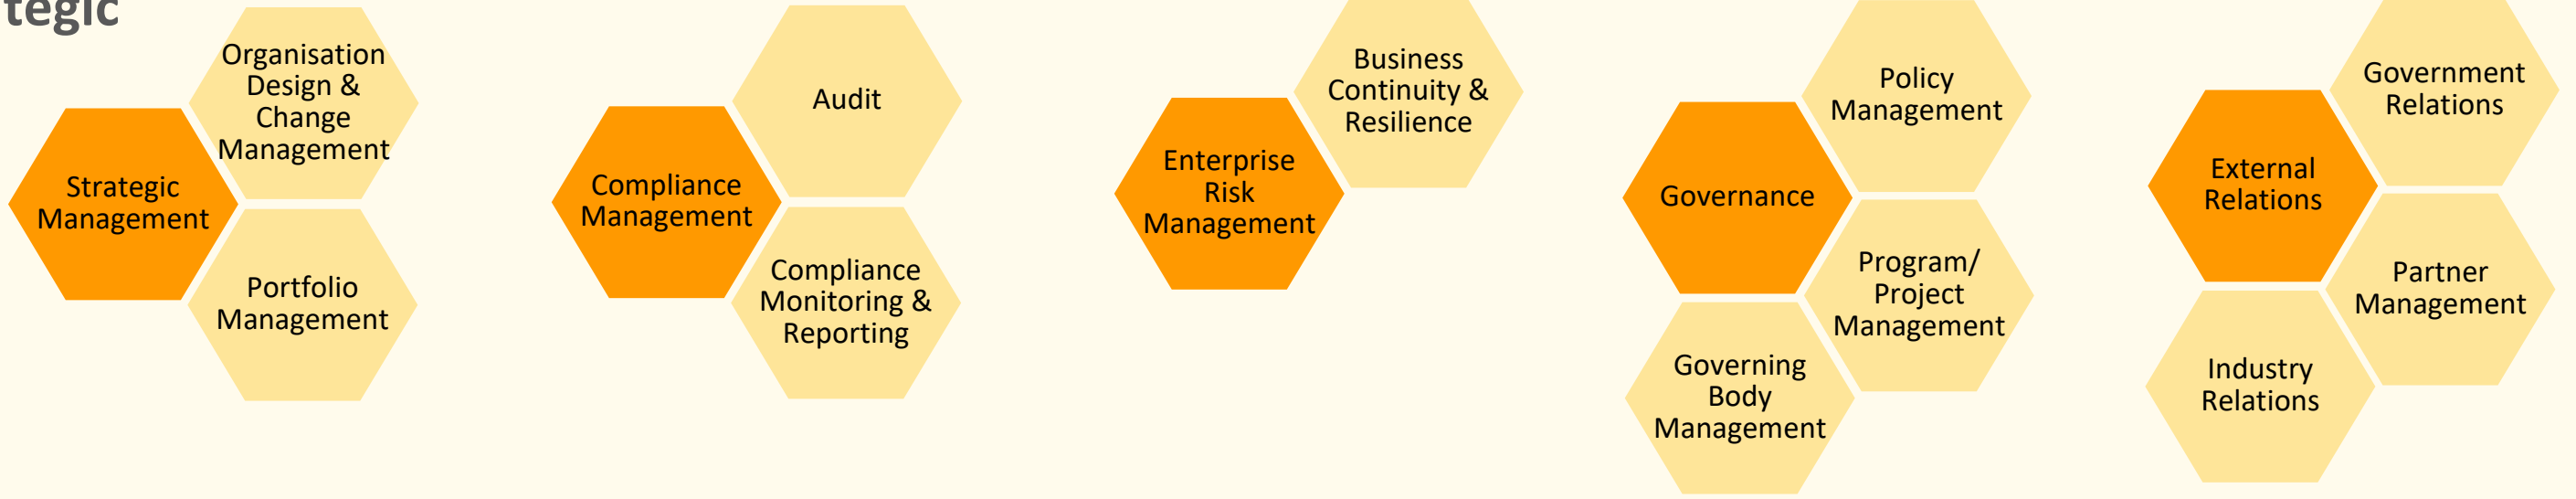 tegic
Organisation
Design &
Change
Management
Strategic
Management
Portfolio
Management
Audit
Compliance
Management
Compliance
Monitoring &
Reporting
Business
Continuity &
Resilience
Enterprise
Risk
Management
Policy
Management
Governance
Program/
Project
Management
Governing
Body
Management
Government
Relations
External
Relations
Partner
Management
Industry
Relations